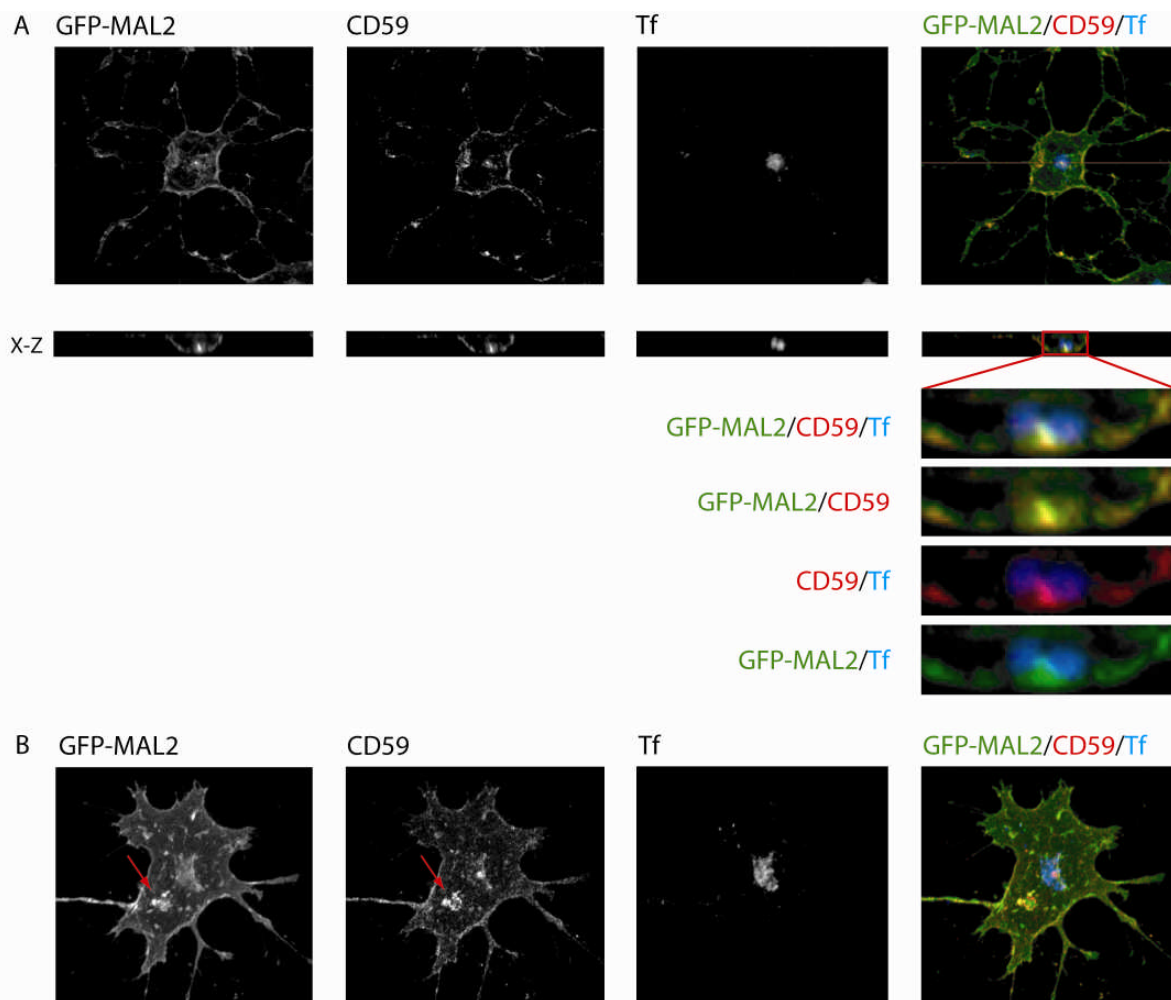 A GFP-MAL2 CD59 Tf GFP-MAL2/CD59/Tf
X-Z
GFP-MAL2/CD59/Tf
GFP-MAL2/CD59
CD59/Tf
GFP-MAL2/Tf
B GFP-MAL2 CD59 Tf GFP-MAL2/CD59/Tf